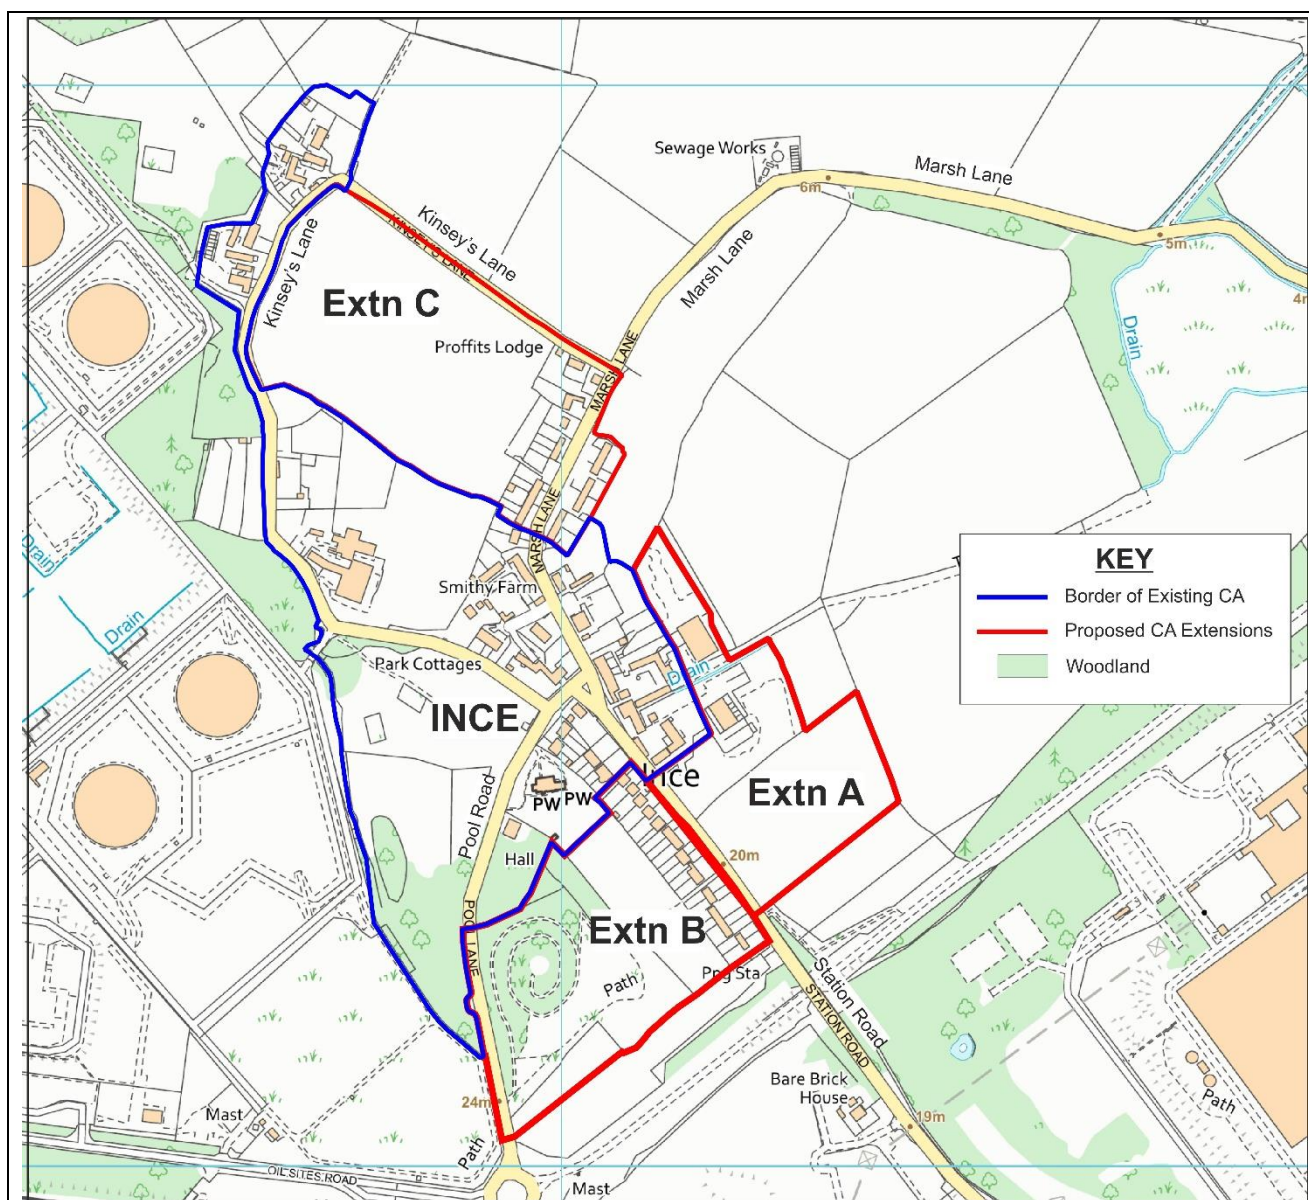 Sewage Works
Marsh Lane
6m
5m
4m
Marsh Lane
Kinsey's Lane
KINSEY'S LANE
Kinsey's Lane
Extn C
Proffits Lodge
MARSH LANE
Drain
MARSH LANE
KEY
Border of Existing CA
Proposed CA Extensions
Woodland
Drain
Drain
Smithy Farm
Park Cottages
Drain
INCE
Ince
Extn A
PW
PW
Pool Road
Hall
20m
POOL LANE
Extn B
Path
Ppg Sta
Station Road
STATION ROAD
Bare Brick
House
24m
19m
Path
Mast
Path
OIL SITES ROAD
Mast